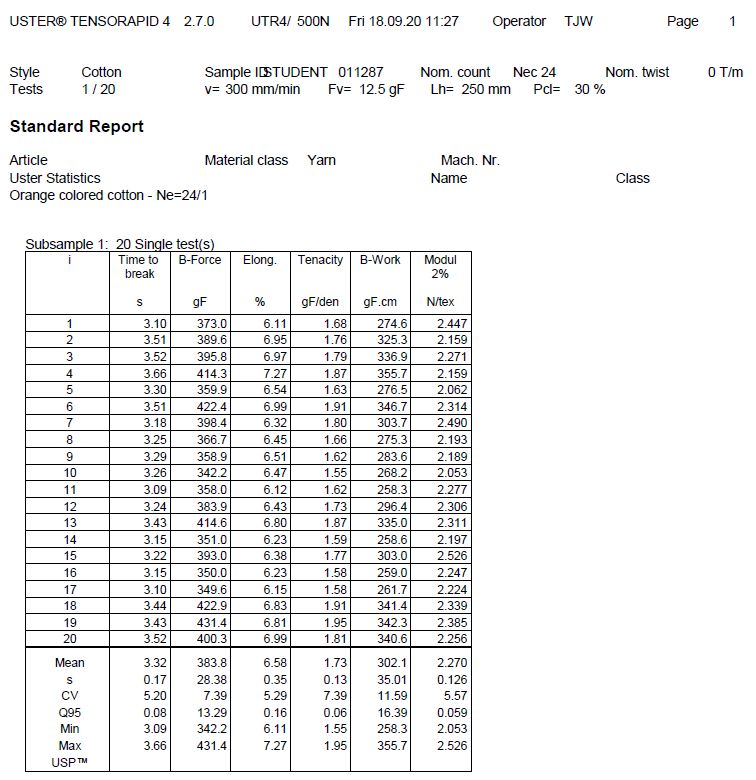 USTER® TENSORAPID 4 2.7.0 UTR4/ 500N Fri 18.09.20 11:27 Operator TJW Page 1
Style Cotton Sample ID STUDENT 011287 Nom. count Nec 24 Nom. twist 0 T/m
Tests 1 / 20 v= 300 mm/min Fv= 12.5 gF Lh= 250 mm Pcl= 30 %
Standard Report
Article Material class Yarn Mach. Nr.
Uster Statistics Name Class
Orange colored cotton - Ne=24/1
Subsample 1: 20 Single test(s)
i Time to B-Force Elong. Tenacity B-Work Modul
break 2%
s gF % gF/den gF.cm N/tex
1 3.10 373.0 6.11 1.68 274.6 2.447
2 3.51 389.6 6.95 1.76 325.3 2.159
3 3.52 395.8 6.97 1.79 336.9 2.271
4 3.66 414.3 7.27 1.87 355.7 2.159
5 3.30 359.9 6.54 1.63 276.5 2.062
6 3.51 422.4 6.99 1.91 346.7 2.314
7 3.18 398.4 6.32 1.80 303.7 2.490
8 3.25 366.7 6.45 1.66 275.3 2.193
9 3.29 358.9 6.51 1.62 283.6 2.189
10 3.26 342.2 6.47 1.55 268.2 2.053
11 3.09 358.0 6.12 1.62 258.3 2.277
12 3.24 383.9 6.43 1.73 296.4 2.306
13 3.43 414.6 6.80 1.87 335.0 2.311
14 3.15 351.0 6.23 1.59 258.6 2.197
15 3.22 393.0 6.38 1.77 303.0 2.526
16 3.15 350.0 6.23 1.58 259.0 2.247
17 3.10 349.6 6.15 1.58 261.7 2.224
18 3.44 422.9 6.83 1.91 341.4 2.339
19 3.43 431.4 6.81 1.95 342.3 2.385
20 3.52 400.3 6.99 1.81 340.6 2.256
Mean 3.32 383.8 6.58 1.73 302.1 2.270
s 0.17 28.38 0.35 0.13 35.01 0.126
CV 5.20 7.39 5.29 7.39 11.59 5.57
Q95 0.08 13.29 0.16 0.06 16.39 0.059
Min 3.09 342.2 6.11 1.55 258.3 2.053
Max 3.66 431.4 7.27 1.95 355.7 2.526
USP™